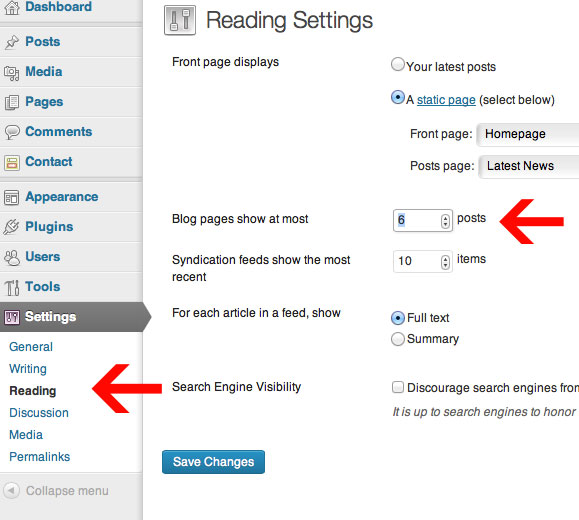 Dashboard
Posts
Media
Pages
Comments
Contact
Appearance
Plugins
Users
Tools
Settings
General
Writing
Reading
Discussion
Media
Permalinks
Collapse menu
Reading Settings
Front page displays
Your latest posts
A static page (select below)
Front page: Homepage
Posts page: Latest News
Blog pages show at most 6 posts
Syndication feeds show the most
recent
10 items
For each article in a feed, show
Full text
Summary
Search Engine Visibility
Discourage search engines from
It is up to search engines to honor
Save Changes